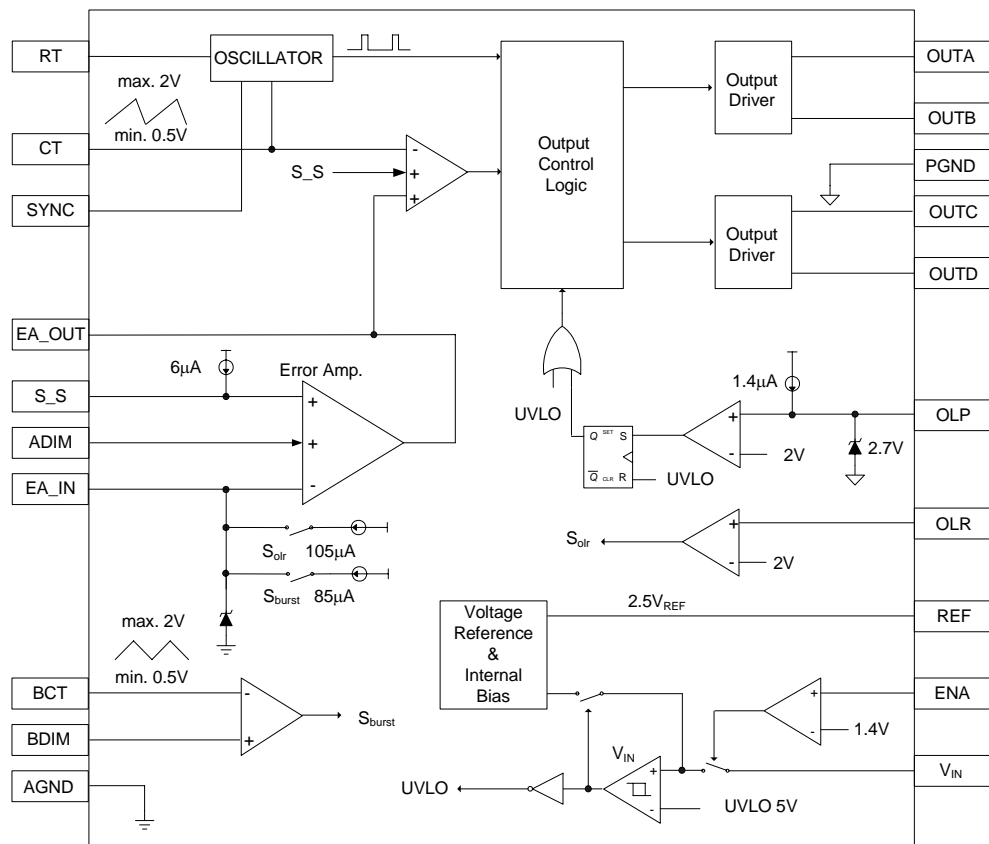 RT
OSCILLATOR
max. 2V
min. 0.5V
CT
SYNC
S_S
-
+
+
Output
Control
Logic
Output
Driver
OUTA
OUTB
PGND
Output
Driver
OUTC
OUTD
EA_OUT
6μA
Error Amp.
S_S
+
ADIM
+
EA_IN
-
UVLO
Q SET S
Q CLR R
UVLO
1.4μA
+
-
2V
2.7V
OLP
Solr 105μA
Sburst 85μA
Solr
+
-
2V
OLR
max. 2V
min. 0.5V
BCT
-
BDIM
+
Sburst
AGND
Voltage
Reference
&
Internal
Bias
2.5VREF
REF
+
-
1.4V
ENA
VIN
+
-
UVLO 5V
UVLO
VIN